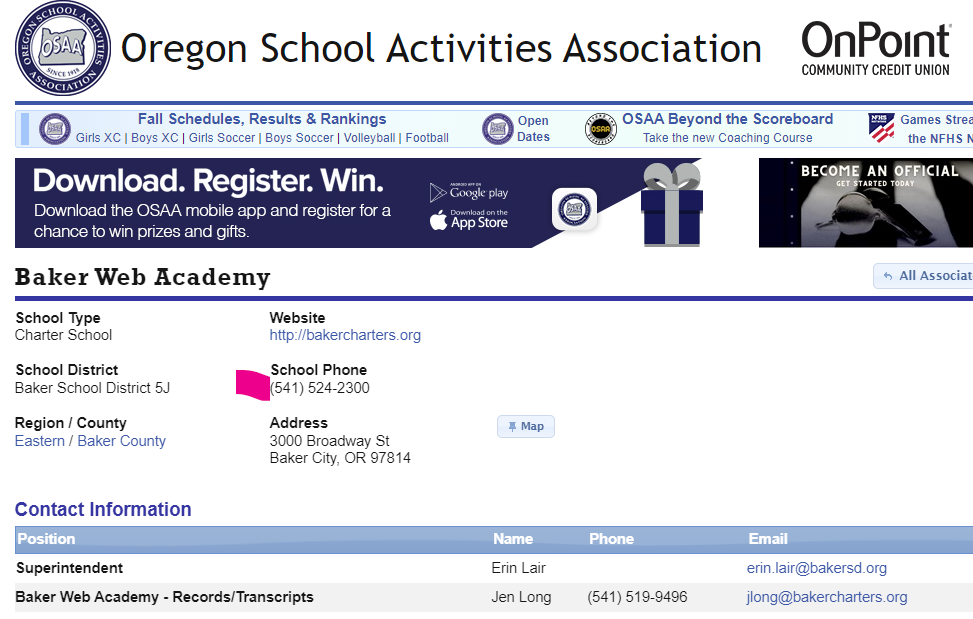 OREGON SCHOOL ACTIVITIES ASSOCIATION
OSAA
SINCE 1918
Oregon School Activities Association
OnPoint
COMMUNITY CREDIT UNION
Fall Schedules, Results & Rankings
Girls XC | Boys XC | Girls Soccer | Boys Soccer | Volleyball | Football
Open
Dates
OSAA
OSAA Beyond the Scoreboard
Take the new Coaching Course
NFHS
Games Strea
the NFHS N
Download. Register. Win.
Download the OSAA mobile app and register for a
chance to win prizes and gifts.
ANDROID APP ON
Google play
Download on the
App Store
BECOME AN OFFICIAL
GET STARTED TODAY
Baker Web Academy
All Associat
School Type
Charter School
Website
http://bakercharters.org
School District
Baker School District 5J
School Phone
(541) 524-2300
Region / County
Eastern / Baker County
Address
3000 Broadway St
Baker City, OR 97814
Map
Contact Information
Position Name Phone Email
Superintendent Erin Lair erin.lair@bakersd.org
Baker Web Academy - Records/Transcripts Jen Long (541) 519-9496 jlong@bakercharters.org